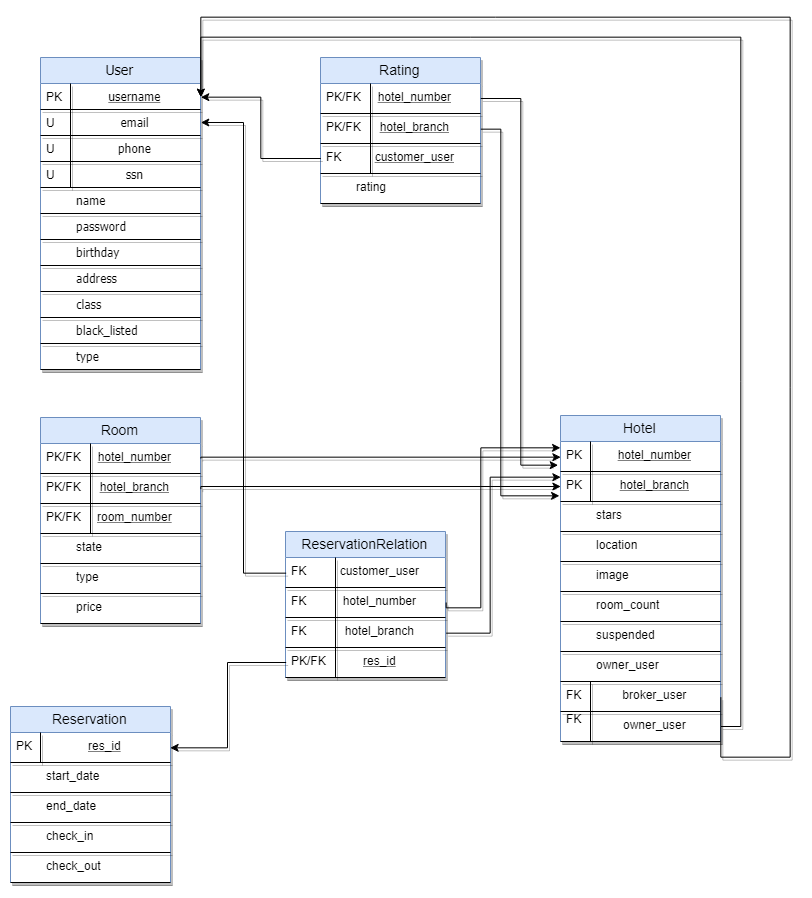 User
PK username
U email
U phone
U ssn
name
password
birthday
address
class
black_listed
type
Rating
PK/FK hotel_number
PK/FK hotel_branch
FK customer_user
rating
Room
PK/FK hotel_number
PK/FK hotel_branch
PK/FK room_number
state
type
price
Hotel
PK hotel_number
PK hotel_branch
stars
location
image
room_count
suspended
owner_user
FK broker_user
FK owner_user
ReservationRelation
FK customer_user
FK hotel_number
FK hotel_branch
PK/FK res_id
Reservation
PK res_id
start_date
end_date
check_in
check_out